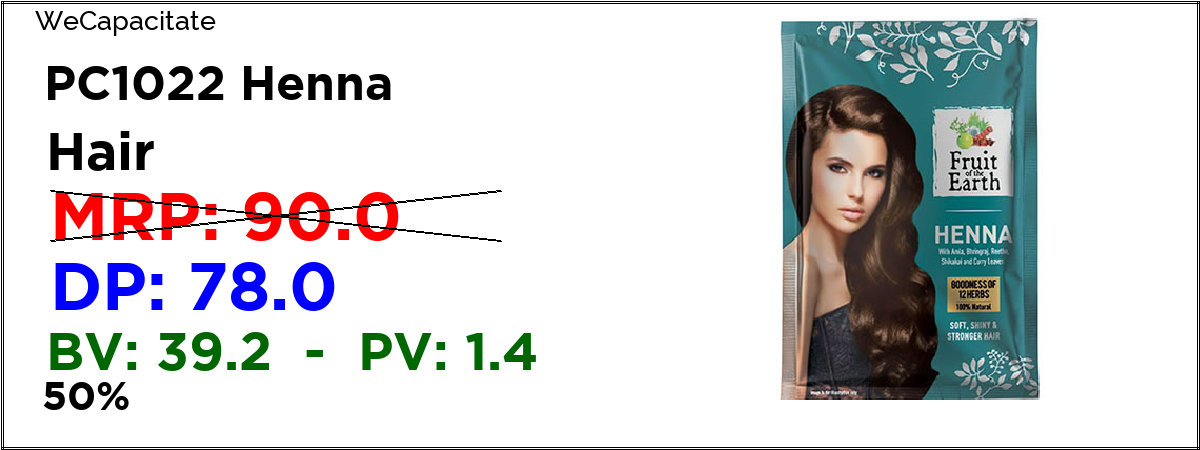 WeCapacitate
PC1022 Henna
Hair
MRP: 90.0
DP: 78.0
BV: 39.2 - PV: 1.4
50%
Fruit
of the
Earth
HENNA
With Amla, Bhringraj, Reetha,
Shikakai and Curry Leaves
GOODNESS OF
12 HERBS
100% Natural
SOFT, SHINY &
STRONGER HAIR